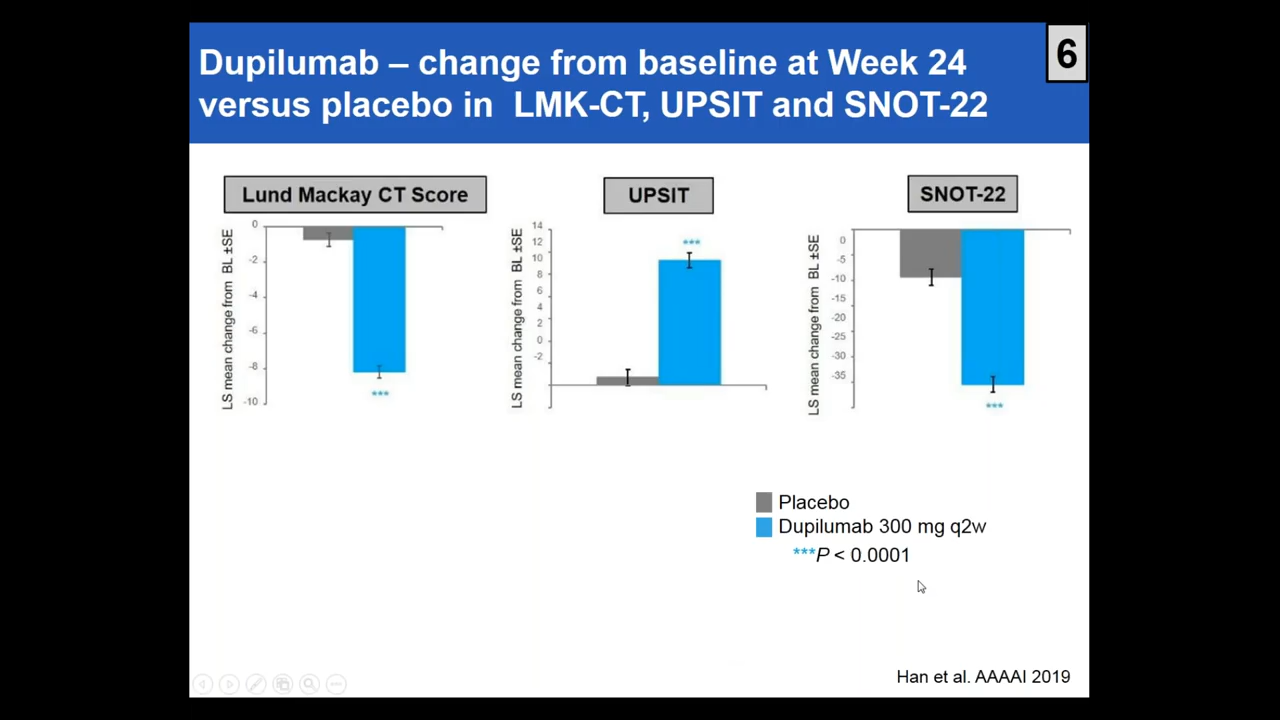 Dupilumab – change from baseline at Week 24
versus placebo in LMK-CT, UPSIT and SNOT-22
6
Lund Mackay CT Score
LS mean change from BL ±SE
0
-2
-4
-6
-8
-10
***
UPSIT
LS mean change from BL ±SE
14
12
10
8
6
4
2
0
-2
***
SNOT-22
LS mean change from BL ±SE
0
-5
-10
-15
-20
-25
-30
-35
***
Placebo
Dupilumab 300 mg q2w
***P < 0.0001
Han et al. AAAAI 2019